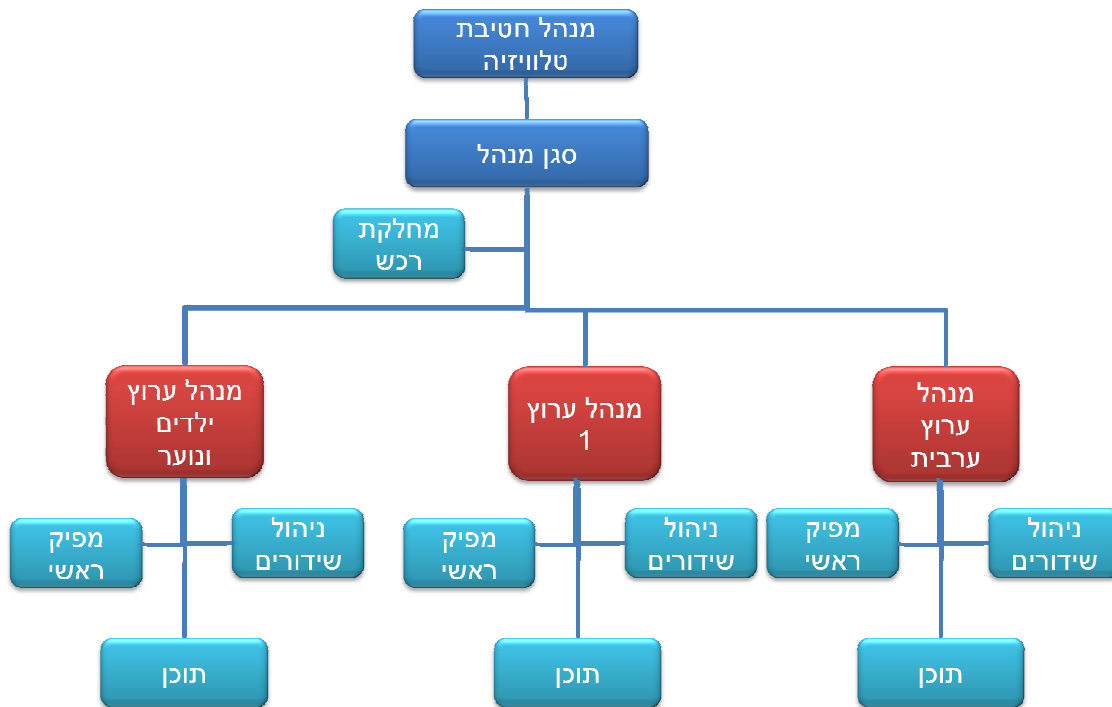 מנהל חטיבת
טלוויזיה
סגן מנהל
מחלקת
רכש
מנהל
ערוץ
ערבית
מנהל ערוץ
1
מנהל ערוץ
ילדים
ונוער
ניהול
שידורים
מפיק
ראשי
ניהול
שידורים
מפיק
ראשי
ניהול
שידורים
מפיק
ראשי
תוכן
תוכן
תוכן